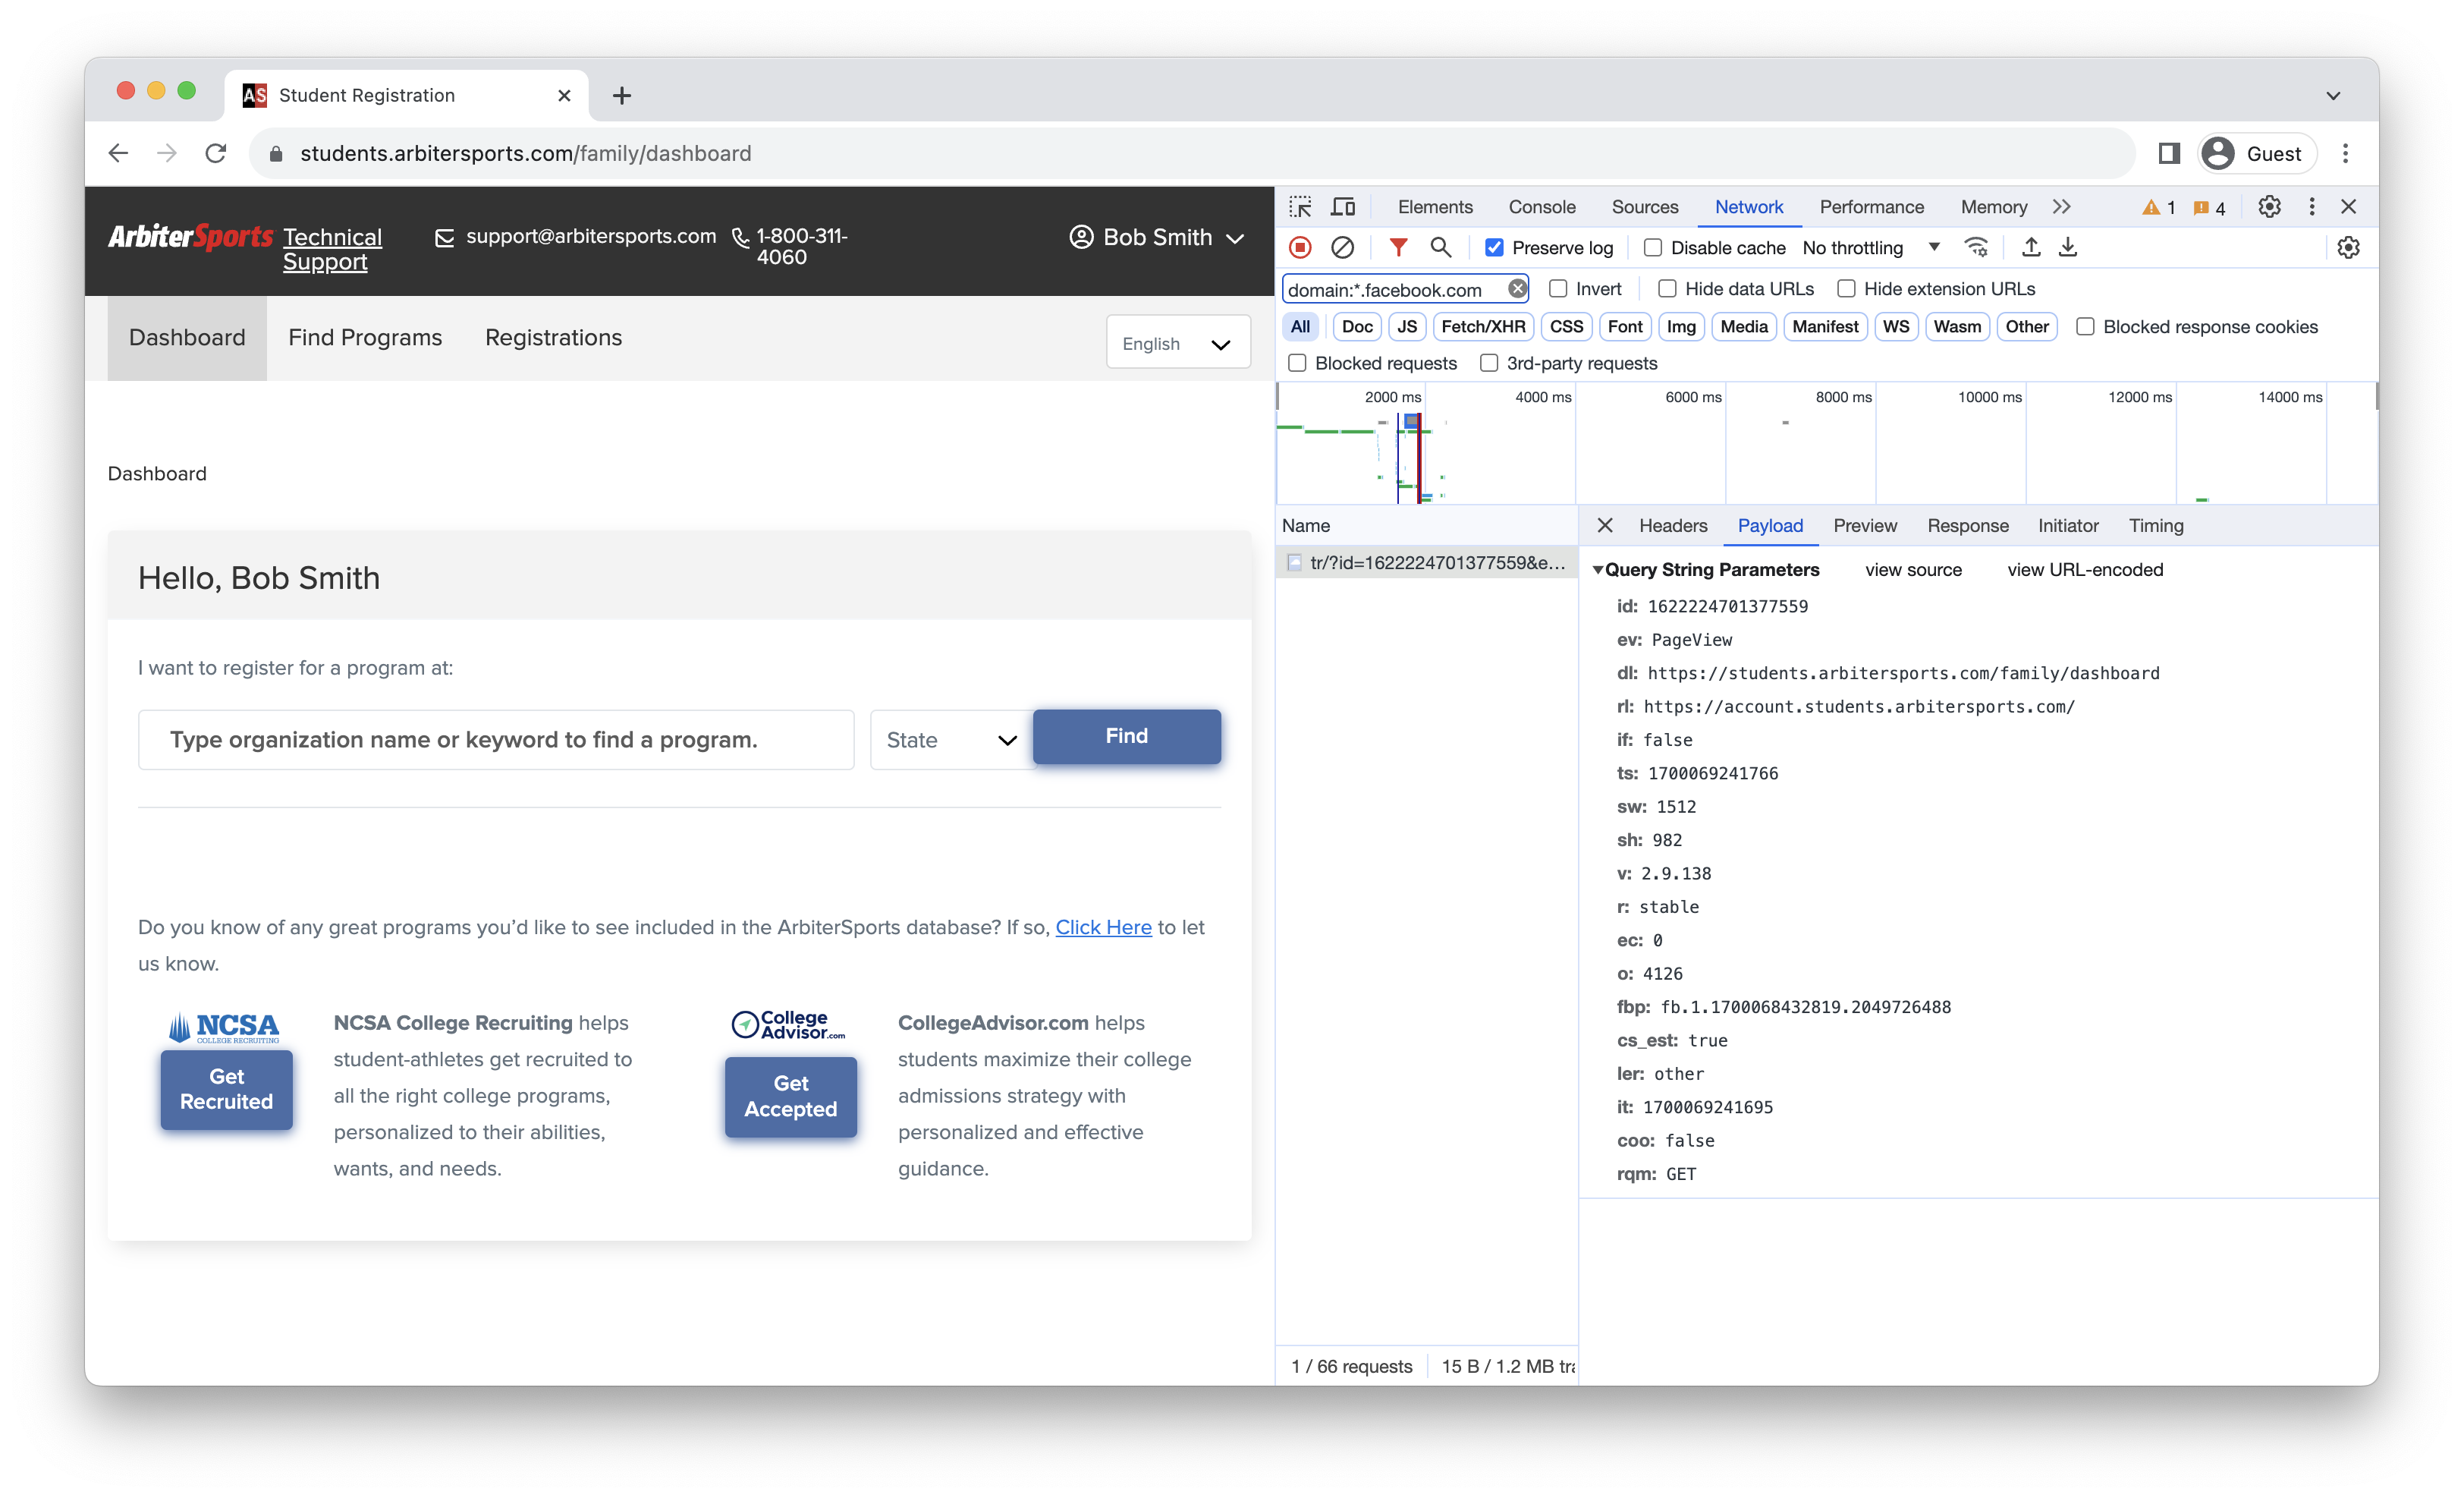 AS Student Registration
students.arbitersports.com/family/dashboard
Guest
ArbiterSports
Technical
Support
support@arbitersports.com
1-800-311-
4060
Bob Smith
Dashboard Find Programs Registrations
English
Dashboard
Hello, Bob Smith
I want to register for a program at:
Type organization name or keyword to find a program.
State
Find
Do you know of any great programs you’d like to see included in the ArbiterSports database? If so, Click Here to let
us know.
NCSA
COLLEGE RECRUITING
Get
Recruited
NCSA College Recruiting helps
student-athletes get recruited to
all the right college programs,
personalized to their abilities,
wants, and needs.
College
Advisor.com
Get
Accepted
CollegeAdvisor.com helps
students maximize their college
admissions strategy with
personalized and effective
guidance.
Elements Console Sources Network Performance Memory 1 4
Preserve log Disable cache No throttling
domain:*.facebook.com Invert Hide data URLs Hide extension URLs
All Doc JS Fetch/XHR CSS Font Img Media Manifest WS Wasm Other Blocked response cookies
Blocked requests 3rd-party requests
2000 ms 4000 ms 6000 ms 8000 ms 10000 ms 12000 ms 14000 ms
Name
tr/?id=1622224701377559&e...
Headers Payload Preview Response Initiator Timing
Query String Parameters view source view URL-encoded
id: 1622224701377559
ev: PageView
dl: https://students.arbitersports.com/family/dashboard
rl: https://account.students.arbitersports.com/
if: false
ts: 1700069241766
sw: 1512
sh: 982
v: 2.9.138
r: stable
ec: 0
o: 4126
fbp: fb.1.1700068432819.2049726488
cs_est: true
ler: other
it: 1700069241695
coo: false
rqm: GET
1 / 66 requests 15 B / 1.2 MB